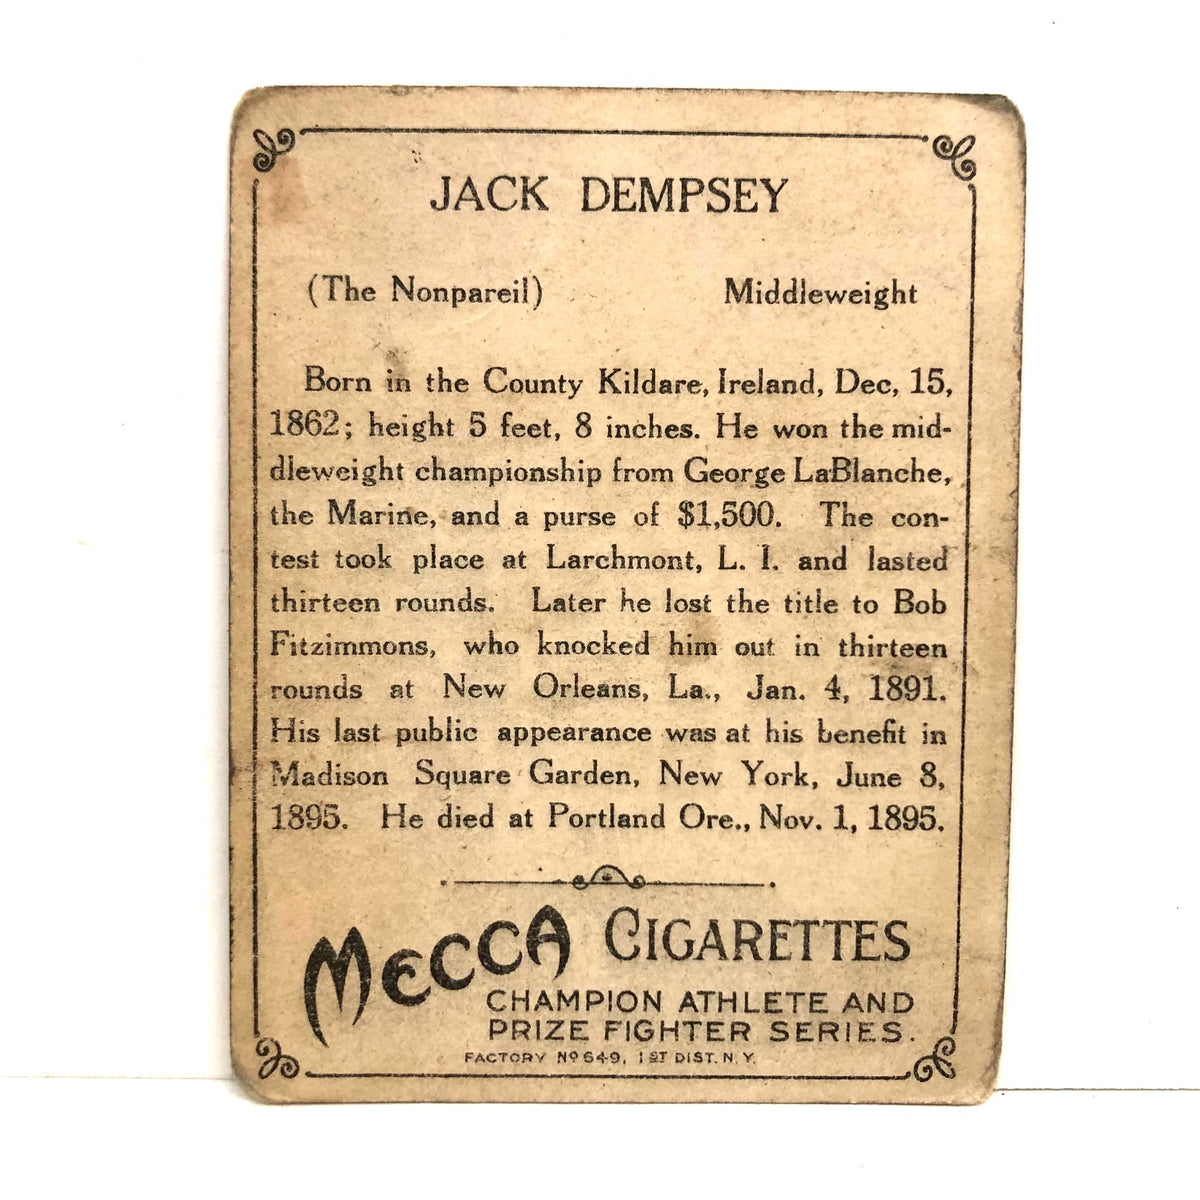 JACK DEMPSEY
(The Nonpareil) Middleweight
Born in the County Kildare, Ireland, Dec, 15,
1862; height 5 feet, 8 inches. He won the mid-
dleweight championship from George LaBlanche,
the Marine, and a purse of $1,500. The con-
test took place at Larchmont, L. I. and lasted
thirteen rounds. Later he lost the title to Bob
Fitzimmons, who knocked him out in thirteen
rounds at New Orleans, La., Jan. 4, 1891.
His last public appearance was at his benefit in
Madison Square Garden, New York, June 8,
1895. He died at Portland Ore., Nov. 1, 1895.
MECCA CIGARETTES
CHAMPION ATHLETE AND
PRIZE FIGHTER SERIES.
FACTORY Nº 649, 1ST DIST. N. Y.